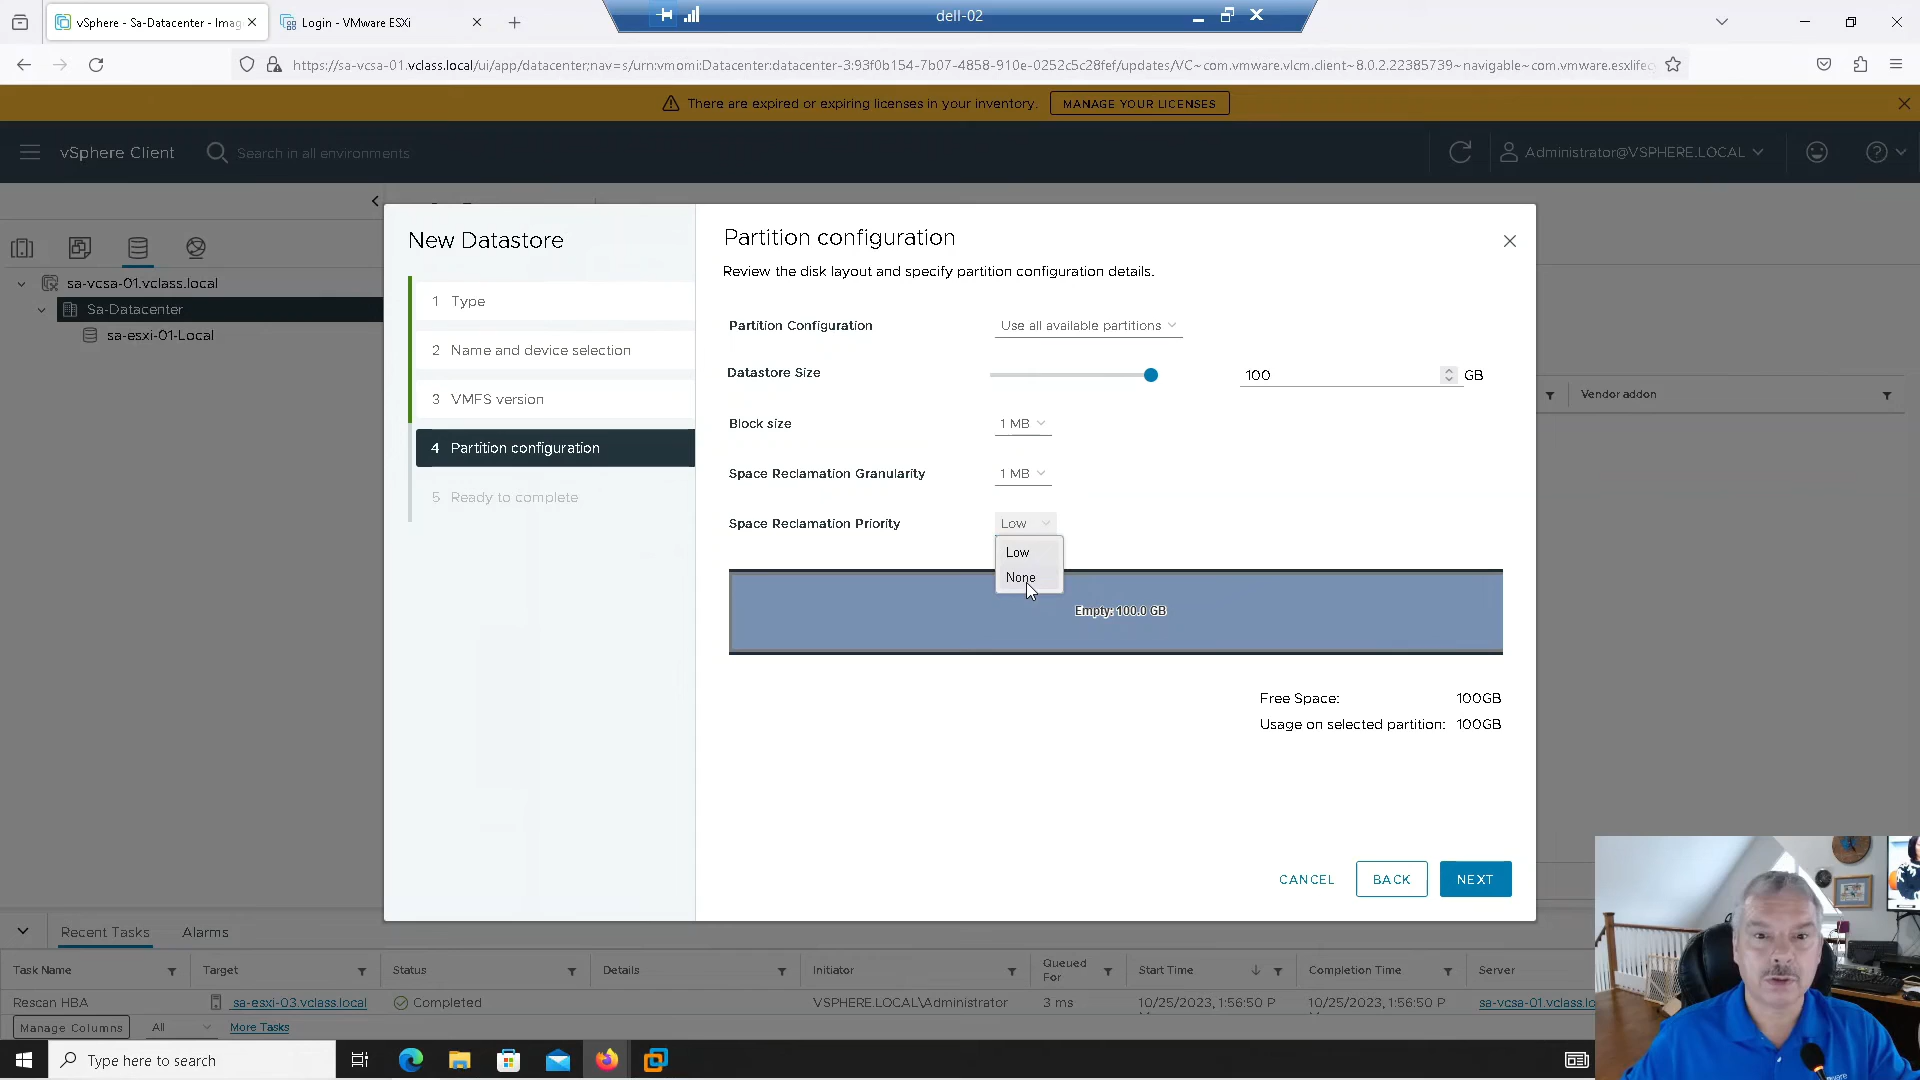 vSphere - Sa-Datacenter - Imag
Login - VMware ESXi
dell-02
https://sa-vcsa-01.vclass.local/ui/app/datacenter;nav=s/urn:vmomi:Datacenter:datacenter-3:93f0b154-7b07-4858-910e-0252c5c28fef/updates/VC~com.vmware.vlcm.client~8.0.2.22385739~navigable~com.vmware.esxlifec
There are expired or expiring licenses in your inventory.
MANAGE YOUR LICENSES
vSphere Client
Search in all environments
Administrator@VSPHERE.LOCAL
sa-vcsa-01.vclass.local
Sa-Datacenter
sa-esxi-01-Local
New Datastore
1 Type
2 Name and device selection
3 VMFS version
4 Partition configuration
5 Ready to complete
Partition configuration
Review the disk layout and specify partition configuration details.
Partition Configuration
Use all available partitions
Datastore Size
100
GB
Block size
1 MB
Space Reclamation Granularity
1 MB
Space Reclamation Priority
Low
Low
None
Empty: 100.0 GB
Free Space: 100GB
Usage on selected partition: 100GB
CANCEL
BACK
NEXT
Vendor addon
Recent Tasks
Alarms
Task Name
Target
Status
Details
Initiator
Queued For
Start Time
Completion Time
Server
Rescan HBA
sa-esxi-03.vclass.local
Completed
VSPHERE.LOCAL\Administrator
3 ms
10/25/2023, 1:56:50 P
10/25/2023, 1:56:50 P
sa-vcsa-01.vclass.lo
Manage Columns
All
More Tasks
Type here to search